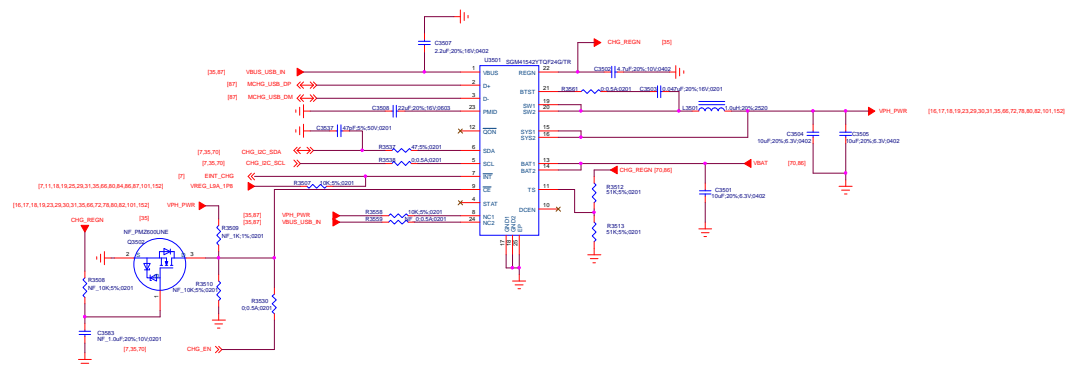 C3507
2.2uF;20%;16V;0402
CHG_REGN [35]
U3501 SGM41542YTQF24G/TR
[35,87] VBUS_USB_IN 1 VBUS REGN 22 C3502 4.7uF;20%;10V;0402
[87] MCHG_USB_DP 2 D+ BTST 21 R3561 0;0.5A;0201 C3503 0.047uF;20%;16V;0201
[87] MCHG_USB_DM 3 D- SW1 19
C3508 22uF;20%;16V;0603 23 PMID SW2 20 L3501 1.0uH;20%;2520 VPH_PWR [16,17,18,19,23,29,30,31,35,66,72,78,80,82,101,152]
C3537 47pF;5%;50V;0201 12 QON SYS1 15
SYS2 16
C3504
10uF;20%;6.3V;0402
C3505
10uF;20%;6.3V;0402
[7,35,70] CHG_I2C_SDA R3537 47;5%;0201 6 SDA
[7,35,70] CHG_I2C_SCL R3538 0;0.5A;0201 5 SCL BAT1 13 VBAT [70,86]
[7] EINT_CHG 7 INT BAT2 14 CHG_REGN [70,86]
[7,11,18,19,25,29,31,35,66,80,84,86,87,101,152] VREG_L9A_1P8 R3507 10K;5%;0201 9 CE TS 11
R3512
51K;5%;0201
C3501
10uF;20%;6.3V;0402
4 STAT DCEN 10
[16,17,18,19,23,29,30,31,35,66,72,78,80,82,101,152] VPH_PWR
[35,87] VPH_PWR R3558 10K;5%;0201 8 NC1
[35,87] VBUS_USB_IN R3559 NF_0;0.5A;0201 24 NC2
R3513
51K;5%;0201
GND1 GND2 EP
17 18 25
CHG_REGN [35]
NF_PMZ600UNE
Q3502
2 3
1
R3509
NF_1K;1%;0201
R3508
NF_10K;5%;0201
R3510
NF_10K;5%;0201
R3530
0;0.5A;0201
C3583
NF_1.0uF;20%;10V;0201
[7,35,70] CHG_EN